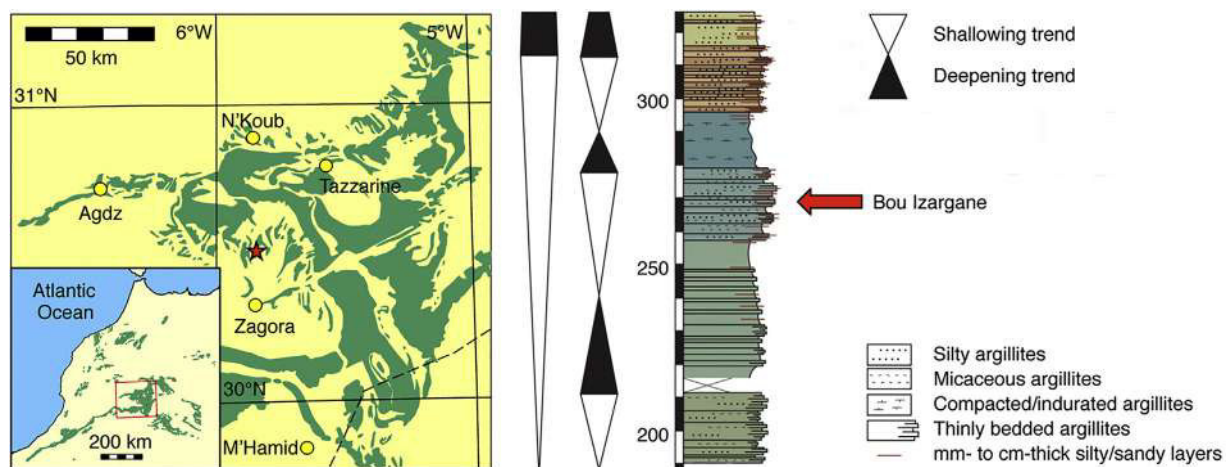 50 km
6°W
5°W
31°N
N'Koub
Tazzarine
Agdz
Zagora
Atlantic
Ocean
200 km
30°N
M'Hamid
300
250
200
Shallowing trend
Deepening trend
Bou Izargane
Silty argillites
Micaceous argillites
Compacted/indurated argillites
Thinly bedded argillites
mm- to cm-thick silty/sandy layers